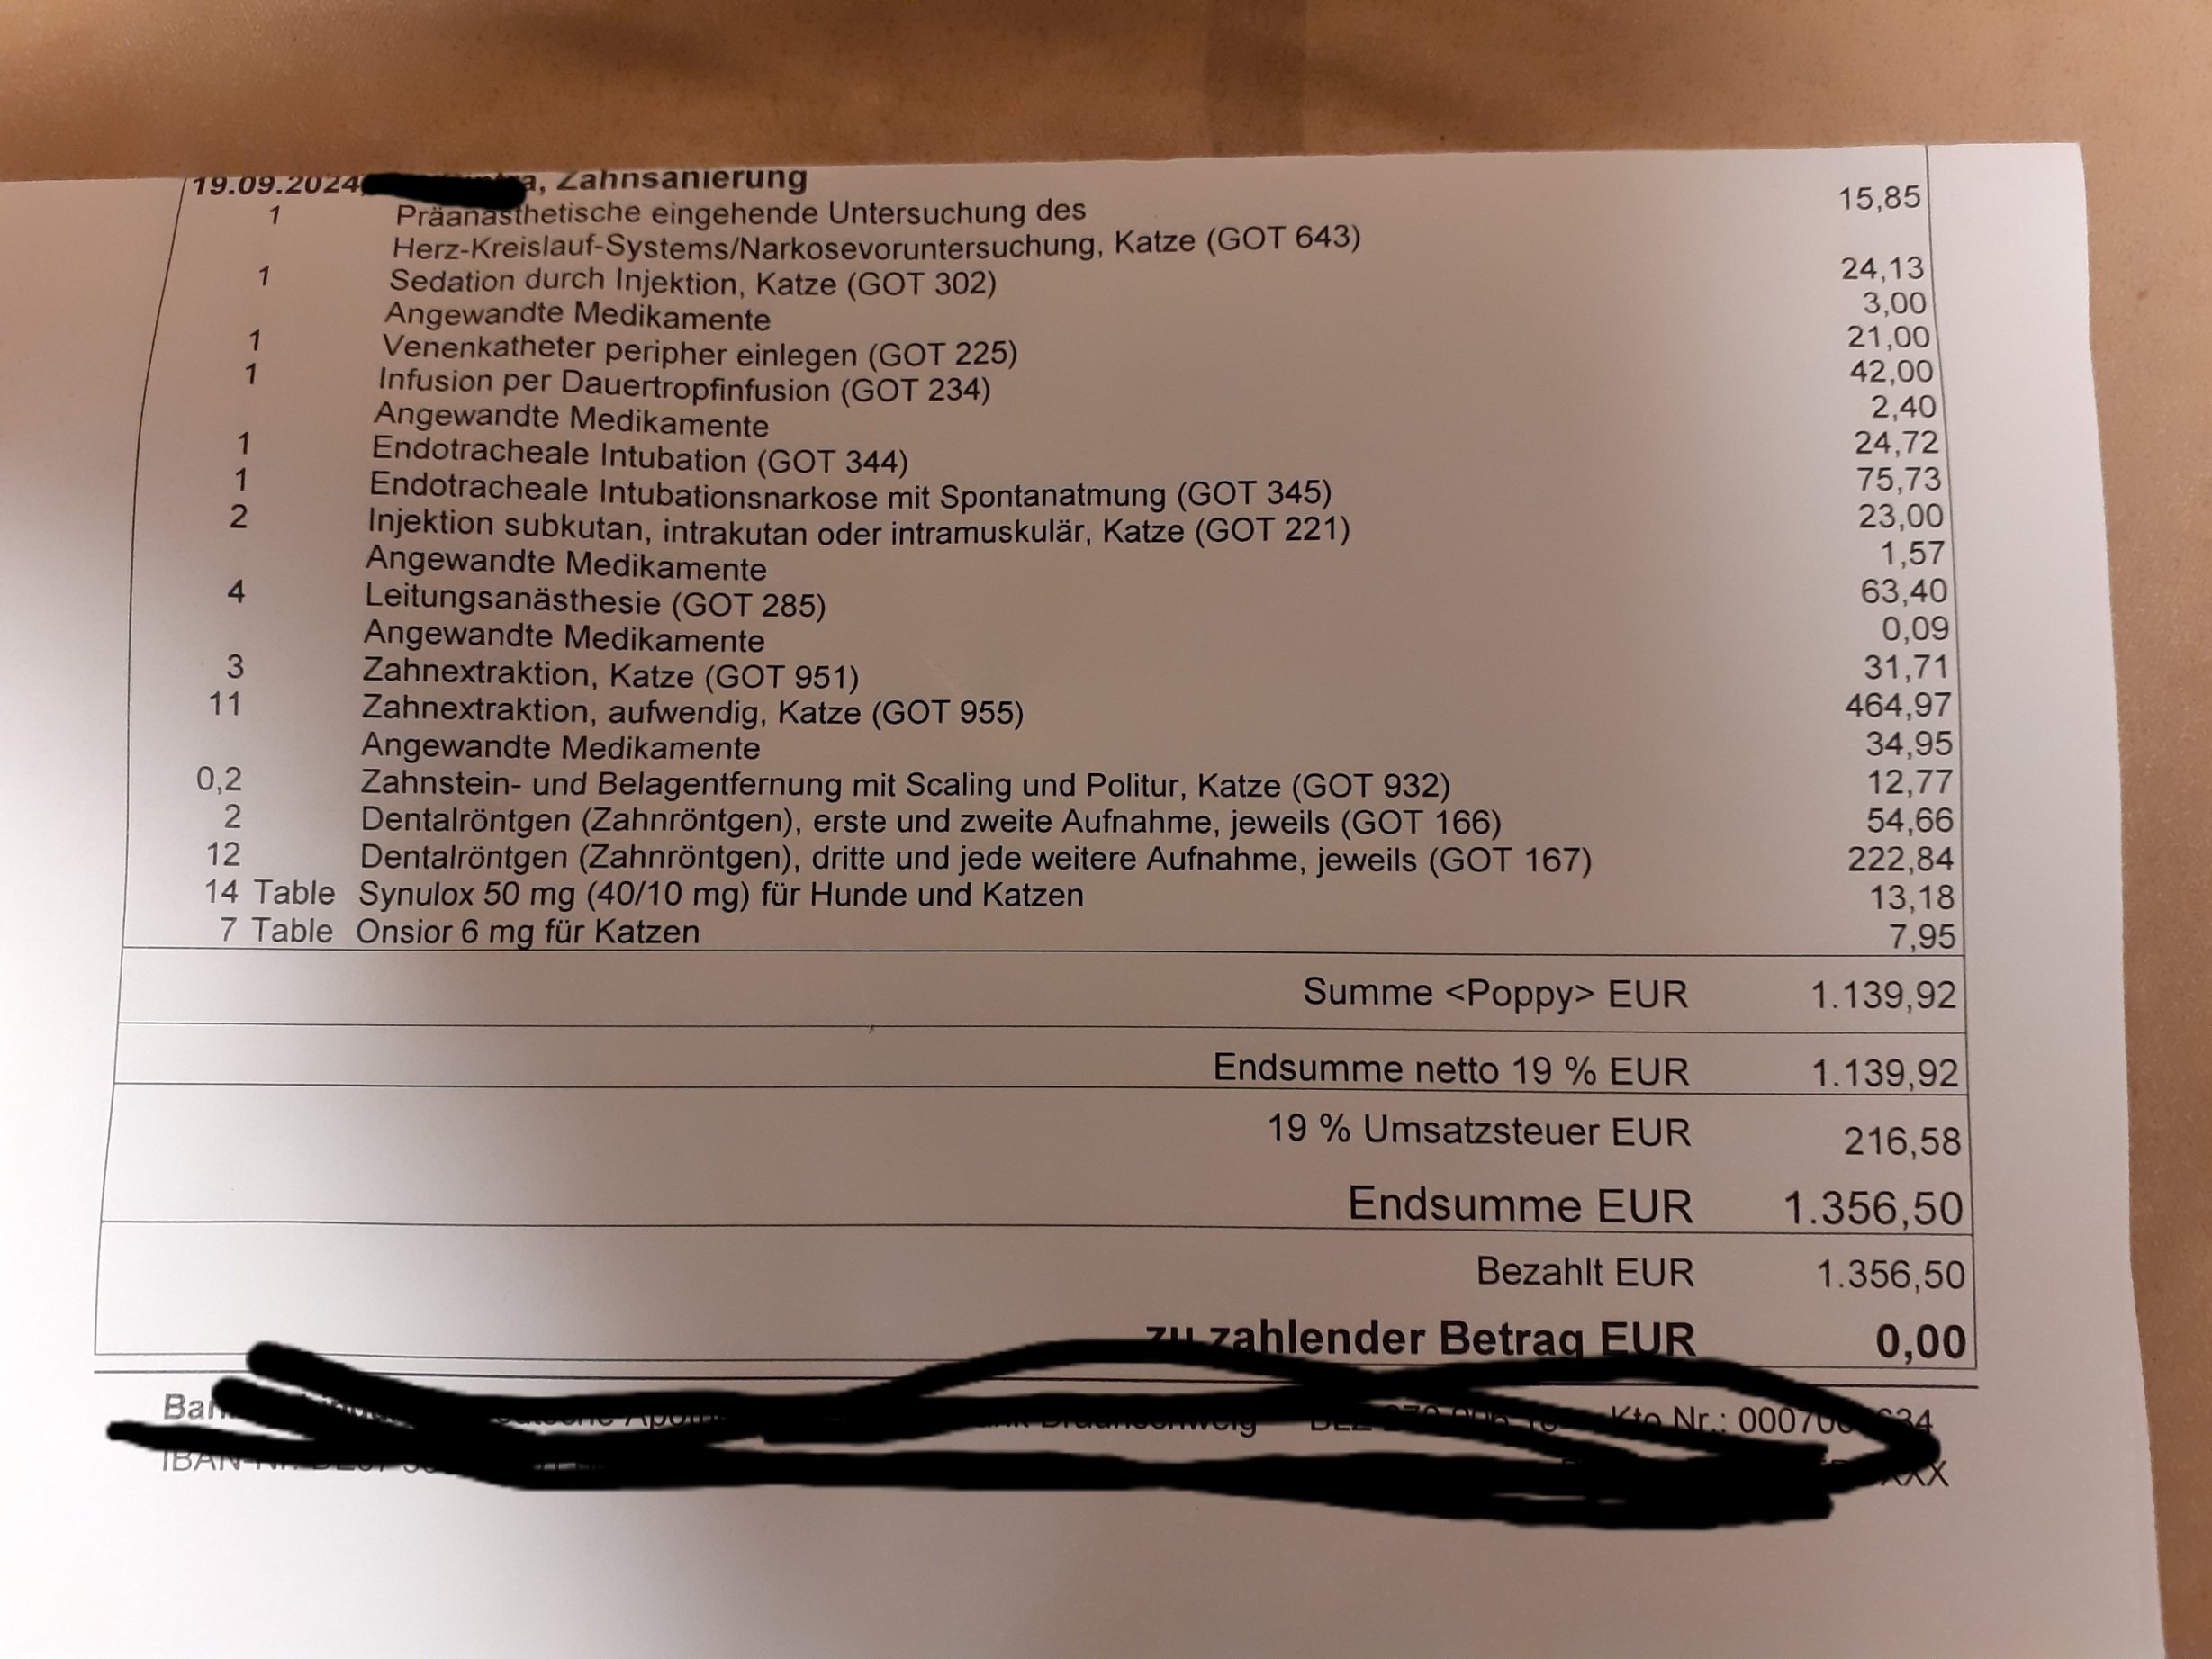 19.09.2024, a, Zahnsanierung
1 Präanästhetische eingehende Untersuchung des 15,85
Herz-Kreislauf-Systems/Narkosevoruntersuchung, Katze (GOT 643)
1 Sedation durch Injektion, Katze (GOT 302) 24,13
Angewandte Medikamente 3,00
1 Venenkatheter peripher einlegen (GOT 225) 21,00
1 Infusion per Dauertropfinfusion (GOT 234) 42,00
Angewandte Medikamente 2,40
1 Endotracheale Intubation (GOT 344) 24,72
1 Endotracheale Intubationsnarkose mit Spontanatmung (GOT 345) 75,73
2 Injektion subkutan, intrakutan oder intramuskulär, Katze (GOT 221) 23,00
Angewandte Medikamente 1,57
4 Leitungsanästhesie (GOT 285) 63,40
Angewandte Medikamente 0,09
3 Zahnextraktion, Katze (GOT 951) 31,71
11 Zahnextraktion, aufwendig, Katze (GOT 955) 464,97
Angewandte Medikamente 34,95
0,2 Zahnstein- und Belagentfernung mit Scaling und Politur, Katze (GOT 932) 12,77
2 Dentalröntgen (Zahnröntgen), erste und zweite Aufnahme, jeweils (GOT 166) 54,66
12 Dentalröntgen (Zahnröntgen), dritte und jede weitere Aufnahme, jeweils (GOT 167) 222,84
14 Table Synulox 50 mg (40/10 mg) für Hunde und Katzen 13,18
7 Table Onsior 6 mg für Katzen 7,95
Summe <Poppy> EUR 1.139,92
Endsumme netto 19 % EUR 1.139,92
19 % Umsatzsteuer EUR 216,58
Endsumme EUR 1.356,50
Bezahlt EUR 1.356,50
zu zahlender Betrag EUR 0,00
Kto Nr.: